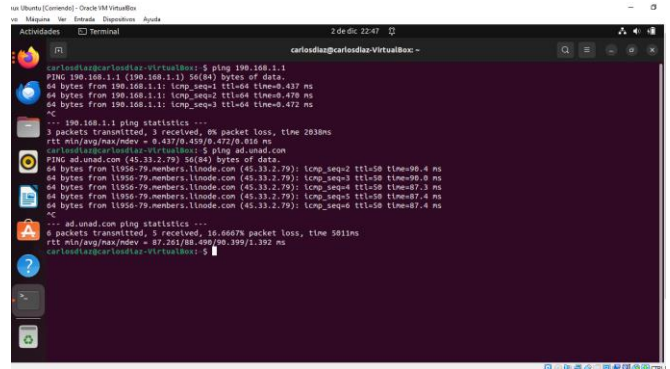 nux Ubuntu [Corriendo] - Oracle VM VirtualBox
vo Máquina Ver Entrada Dispositivos Ayuda
Actividades Terminal 2 de dic 22:47
carlosdiaz@carlosdiaz-VirtualBox: ~
carlosdiaz@carlosdiaz-VirtualBox:~$ ping 190.168.1.1
PING 190.168.1.1 (190.168.1.1) 56(84) bytes of data.
64 bytes from 190.168.1.1: icmp_seq=1 ttl=64 time=0.437 ms
64 bytes from 190.168.1.1: icmp_seq=2 ttl=64 time=0.470 ms
64 bytes from 190.168.1.1: icmp_seq=3 ttl=64 time=0.472 ms
^C
--- 190.168.1.1 ping statistics ---
3 packets transmitted, 3 received, 0% packet loss, time 2038ms
rtt min/avg/max/mdev = 0.437/0.459/0.472/0.016 ms
carlosdiaz@carlosdiaz-VirtualBox:~$ ping ad.unad.com
PING ad.unad.com (45.33.2.79) 56(84) bytes of data.
64 bytes from li956-79.members.linode.com (45.33.2.79): icmp_seq=2 ttl=50 time=90.4 ms
64 bytes from li956-79.members.linode.com (45.33.2.79): icmp_seq=3 ttl=50 time=90.0 ms
64 bytes from li956-79.members.linode.com (45.33.2.79): icmp_seq=4 ttl=50 time=87.3 ms
64 bytes from li956-79.members.linode.com (45.33.2.79): icmp_seq=5 ttl=50 time=87.4 ms
64 bytes from li956-79.members.linode.com (45.33.2.79): icmp_seq=6 ttl=50 time=87.4 ms
^C
--- ad.unad.com ping statistics ---
6 packets transmitted, 5 received, 16.6667% packet loss, time 5011ms
rtt min/avg/max/mdev = 87.261/88.490/90.399/1.392 ms
carlosdiaz@carlosdiaz-VirtualBox:~$